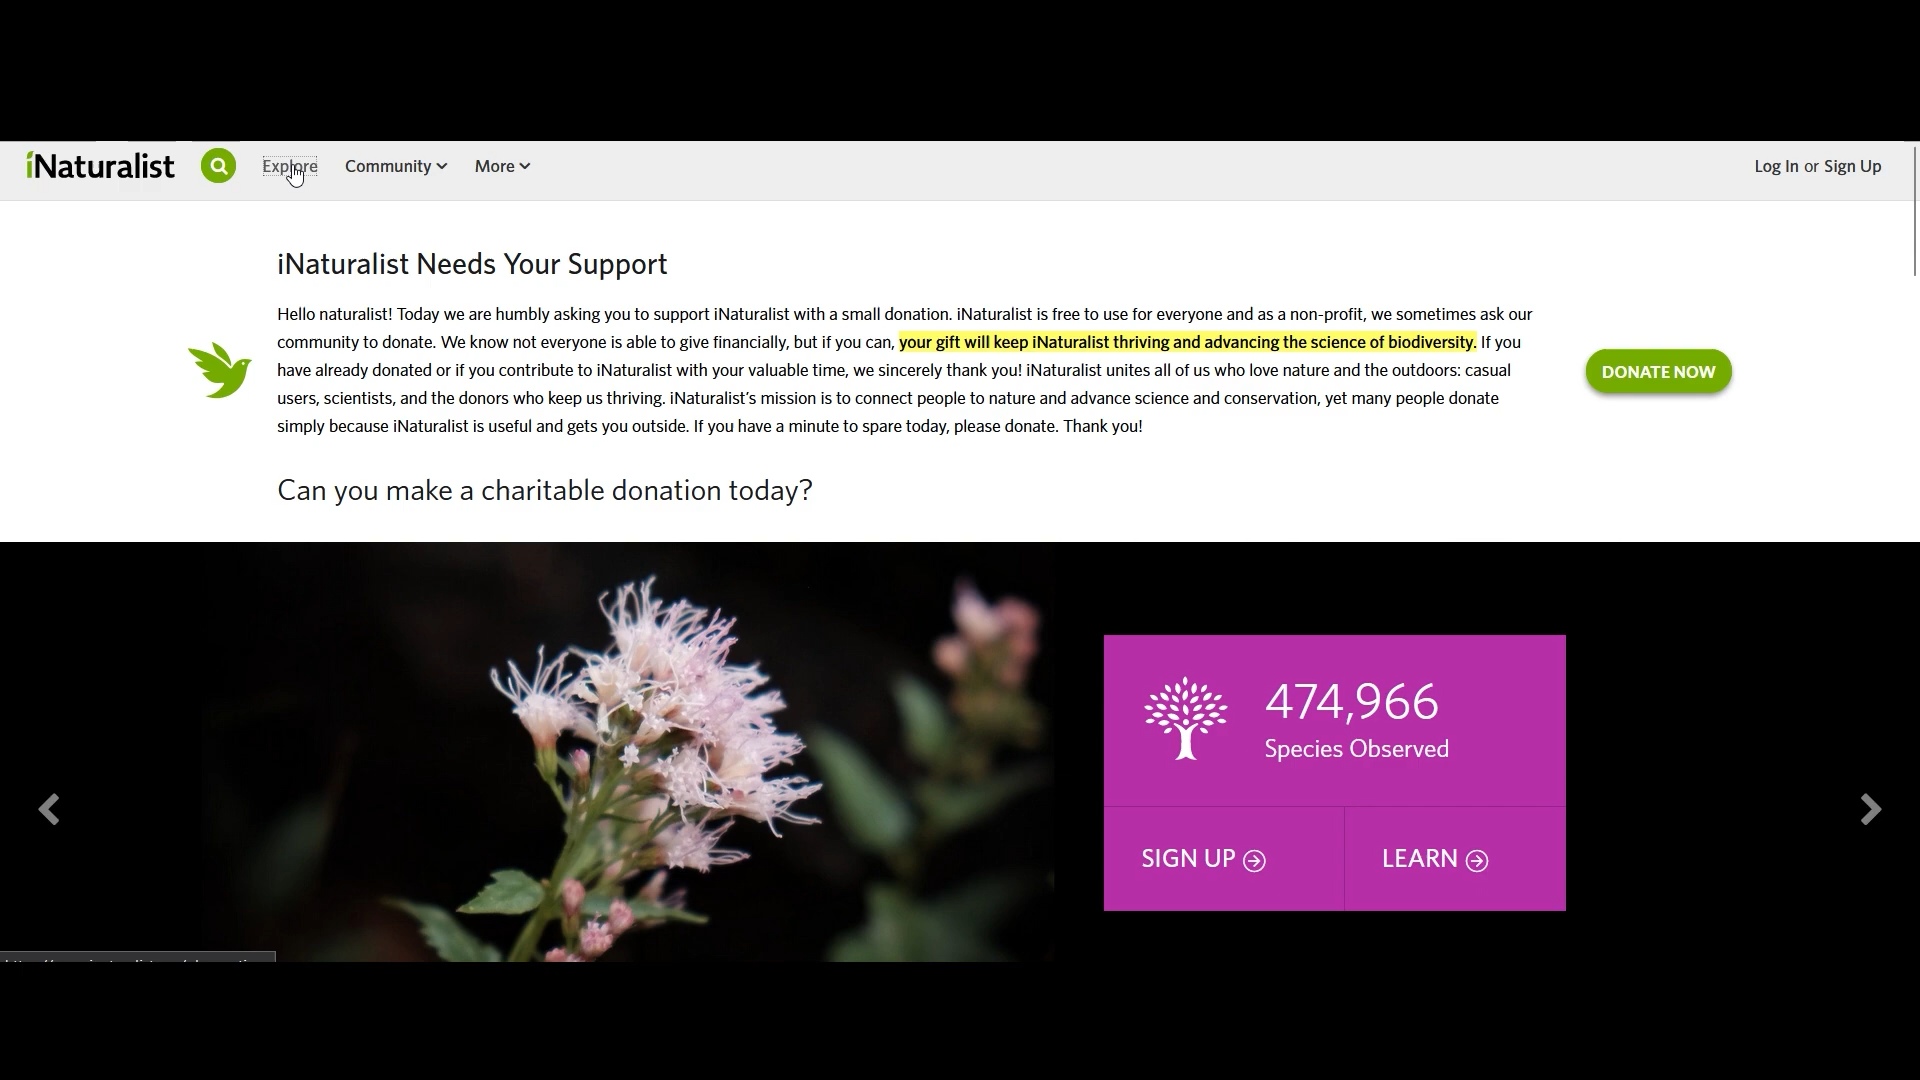 iNaturalist Explore Community More Log In or Sign Up
iNaturalist Needs Your Support
Hello naturalist! Today we are humbly asking you to support iNaturalist with a small donation. iNaturalist is free to use for everyone and as a non-profit, we sometimes ask our
community to donate. We know not everyone is able to give financially, but if you can, your gift will keep iNaturalist thriving and advancing the science of biodiversity. If you
have already donated or if you contribute to iNaturalist with your valuable time, we sincerely thank you! iNaturalist unites all of us who love nature and the outdoors: casual
users, scientists, and the donors who keep us thriving. iNaturalist's mission is to connect people to nature and advance science and conservation, yet many people donate
simply because iNaturalist is useful and gets you outside. If you have a minute to spare today, please donate. Thank you!
DONATE NOW
Can you make a charitable donation today?
474,966
Species Observed
SIGN UP LEARN